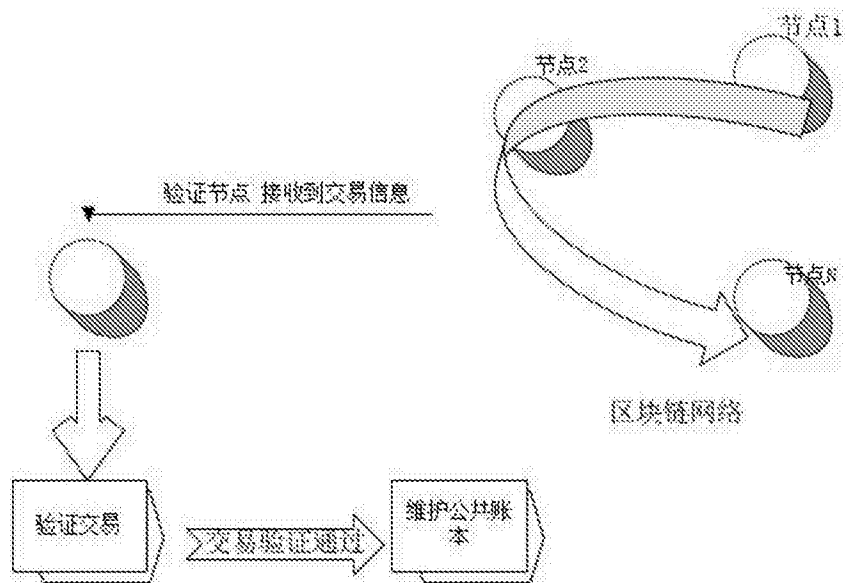 节点1
节点2
验证节点 接收到交易信息
节点N
区块链网络
验证交易
交易验证通过
维护公共账
本